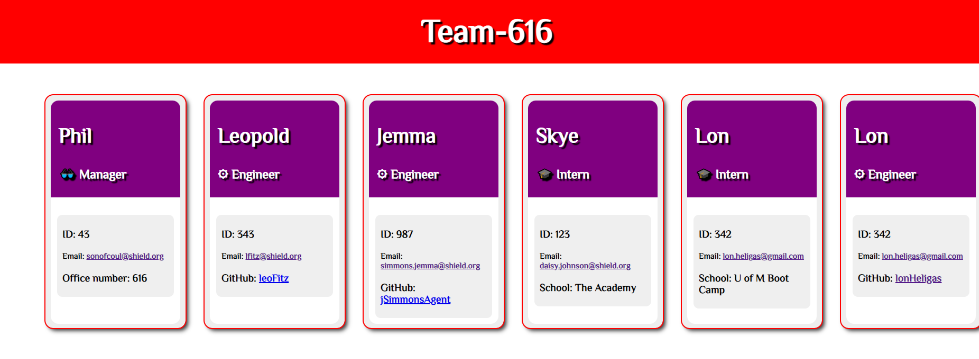 Team-616
Phil
Manager
ID: 43
Email: sonofcoul@shield.org
Office number: 616
Leopold
Engineer
ID: 343
Email: lfitz@shield.org
GitHub: leoFitz
Jemma
Engineer
ID: 987
Email:
simmons.jemma@shield.org
GitHub:
jSimmonsAgent
Skye
Intern
ID: 123
Email:
daisy.johnson@shield.org
School: The Academy
Lon
Intern
ID: 342
Email: lon.heligas@gmail.com
School: U of M Boot
Camp
Lon
Engineer
ID: 342
Email: lon.heligas@gmail.com
GitHub: lonHeligas